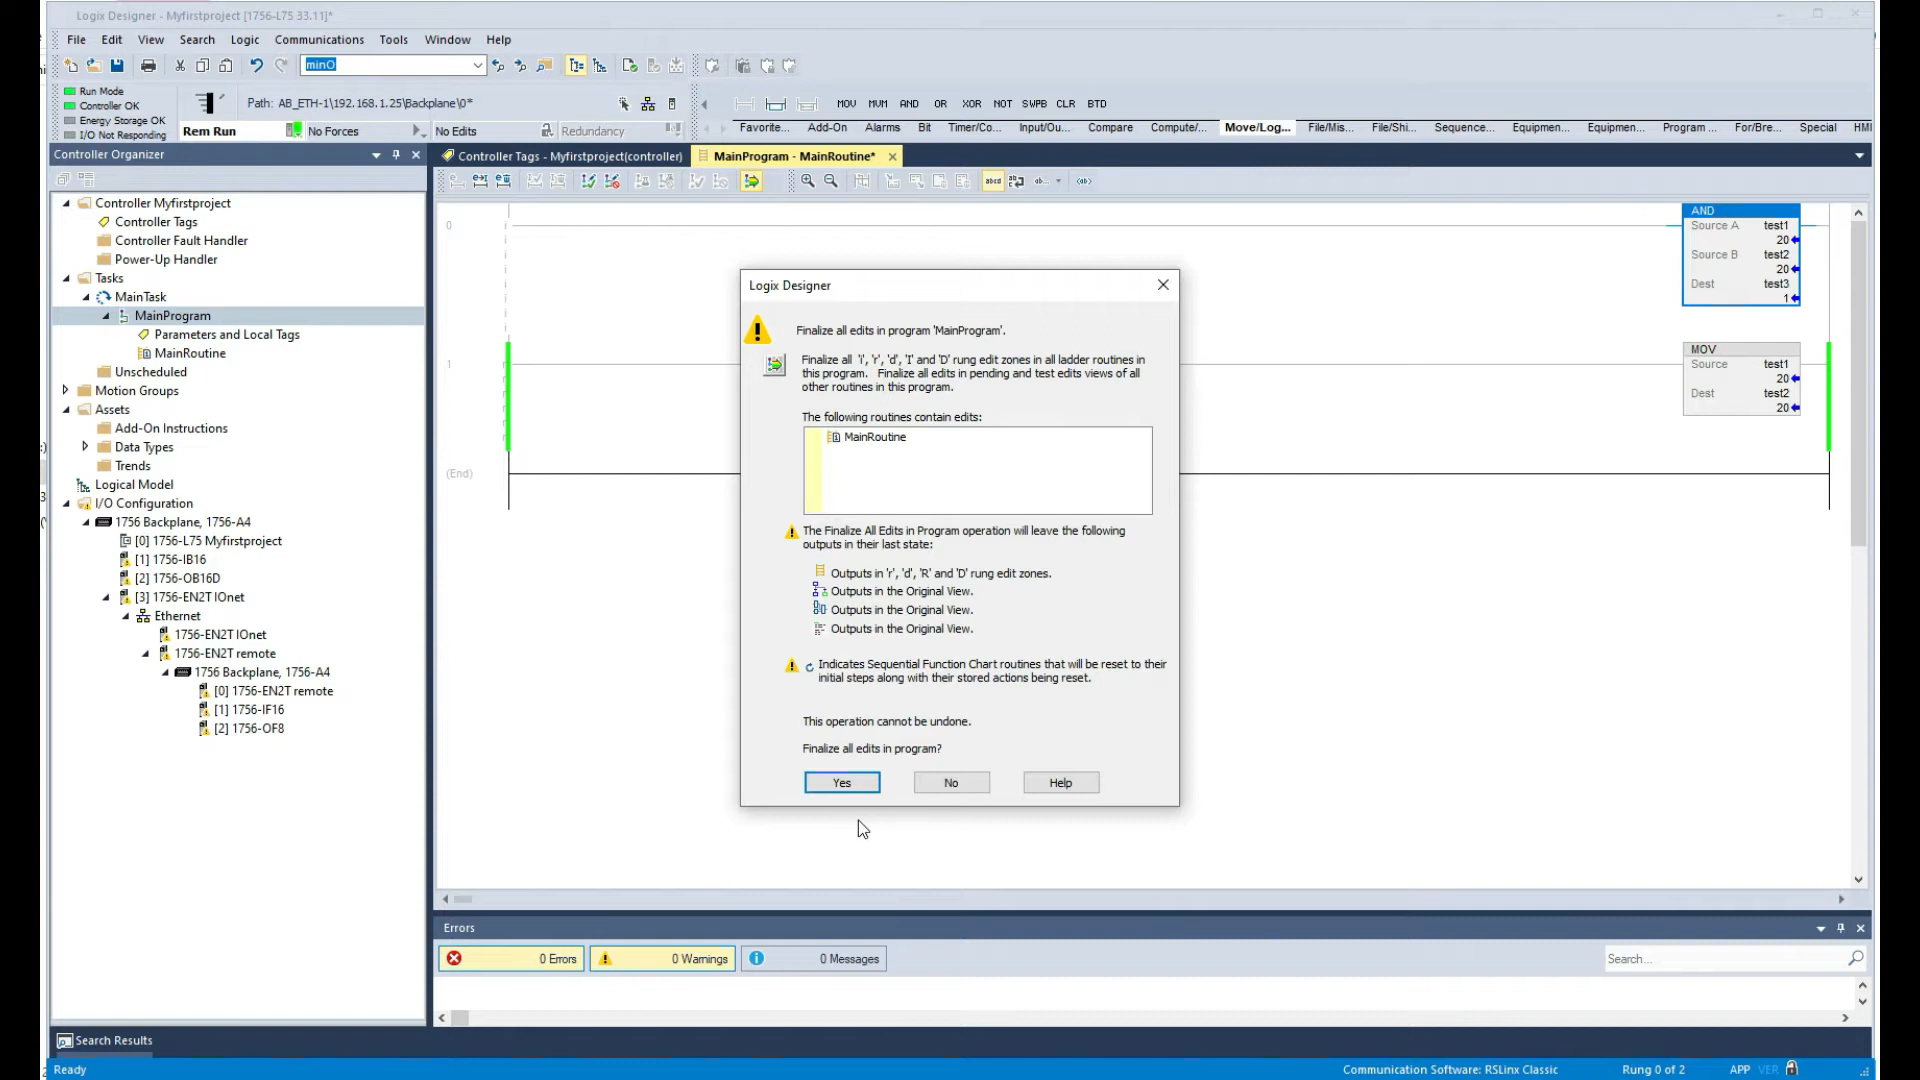 Logix Designer - Myfirstproject [1756-L75 33.11]*
File Edit View Search Logic Communications Tools Window Help
minO
Run Mode
Controller OK
Energy Storage OK
I/O Not Responding
Path: AB_ETH-1\192.168.1.25\Backplane\0*
MOV MVM AND OR XOR NOT SWPB CLR BTD
Rem Run No Forces No Edits Redundancy
Favorite... Add-On Alarms Bit Timer/Co... Input/Ou... Compare Compute/... Move/Log... File/Mis... File/Shi... Sequence... Equipmen... Equipmen... Program ... For/Bre... Special HMI
Controller Organizer
Controller Tags - Myfirstproject(controller)
MainProgram - MainRoutine*
Controller Myfirstproject
Controller Tags
Controller Fault Handler
Power-Up Handler
Tasks
MainTask
MainProgram
Parameters and Local Tags
MainRoutine
Unscheduled
Motion Groups
Assets
Add-On Instructions
Data Types
Trends
Logical Model
I/O Configuration
1756 Backplane, 1756-A4
[0] 1756-L75 Myfirstproject
[1] 1756-IB16
[2] 1756-OB16D
[3] 1756-EN2T IOnet
Ethernet
1756-EN2T IOnet
1756-EN2T remote
1756 Backplane, 1756-A4
[0] 1756-EN2T remote
[1] 1756-IF16
[2] 1756-OF8
0
AND
Source A test1
20
Source B test2
20
Dest test3
1
1
MOV
Source test1
20
Dest test2
20
(End)
Logix Designer
Finalize all edits in program 'MainProgram'.
Finalize all 'i', 'r', 'd', 'I' and 'D' rung edit zones in all ladder routines in
this program. Finalize all edits in pending and test edits views of all
other routines in this program.
The following routines contain edits:
MainRoutine
The Finalize All Edits in Program operation will leave the following
outputs in their last state:
Outputs in 'r', 'd', 'R' and 'D' rung edit zones.
Outputs in the Original View.
Outputs in the Original View.
Outputs in the Original View.
Indicates Sequential Function Chart routines that will be reset to their
initial steps along with their stored actions being reset.
This operation cannot be undone.
Finalize all edits in program?
Yes No Help
Errors
0 Errors 0 Warnings 0 Messages
Search...
Search Results
Ready
Communication Software: RSLinx Classic Rung 0 of 2 APP VER